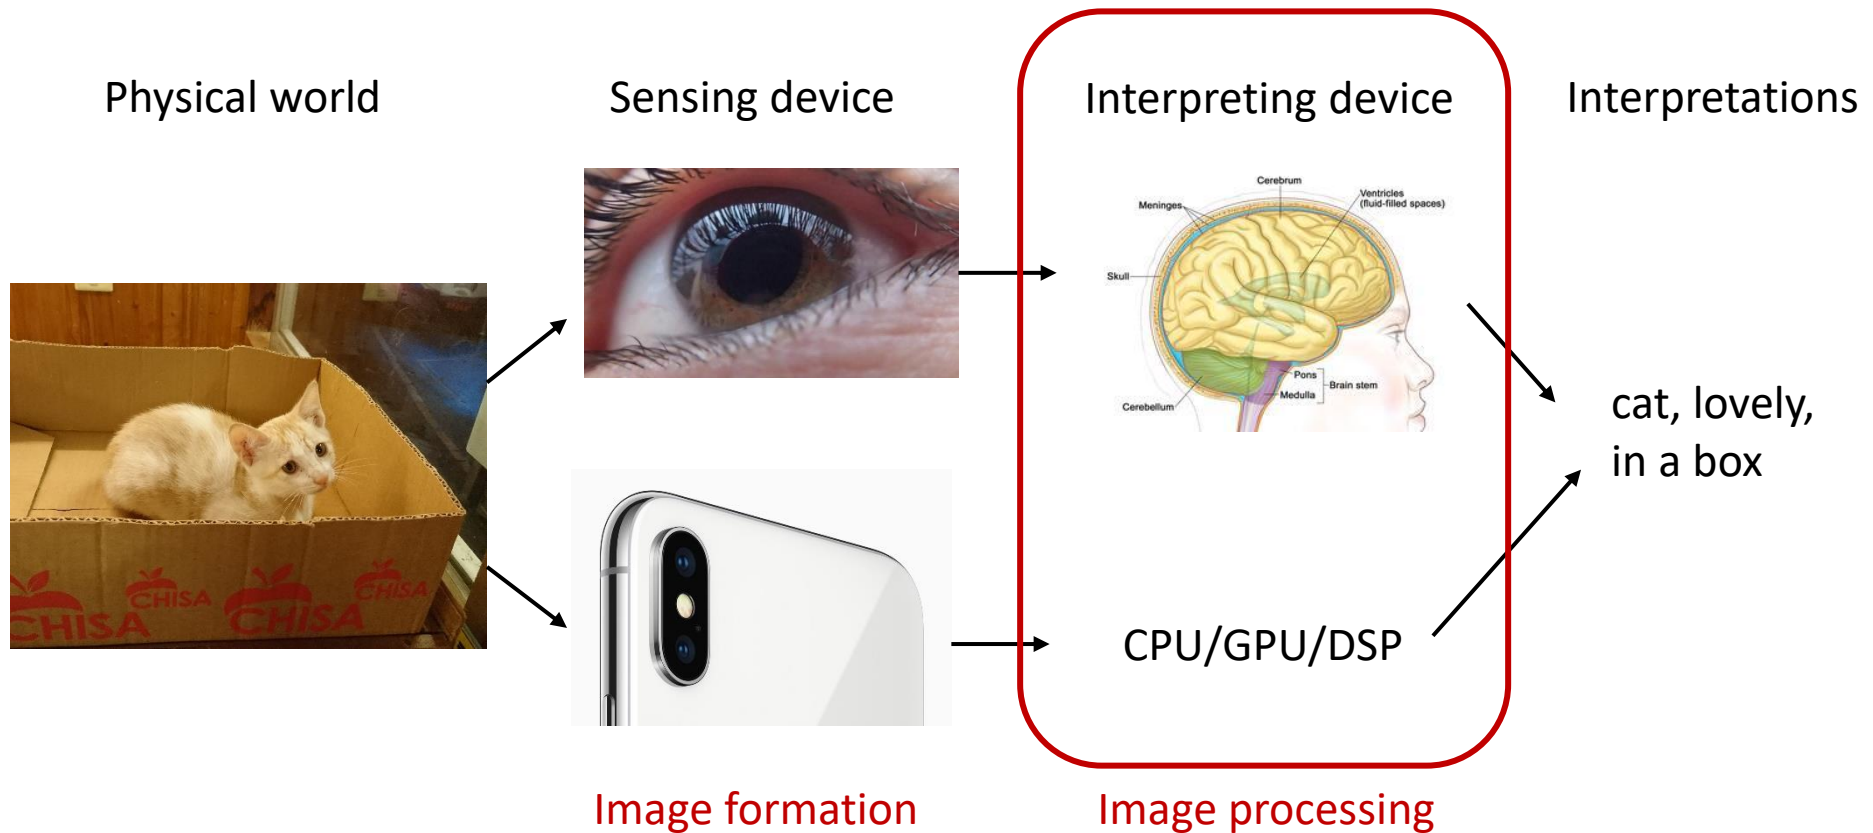 Physical world
Sensing device
Interpreting device
Interpretations
Cerebrum
Ventricles
(fluid-filled spaces)
Meninges
Skull
Pons
Brain stem
Medulla
Cerebellum
cat, lovely,
in a box
CHISA
CHISA
CHISA
CHISA
CPU/GPU/DSP
Image formation
Image processing